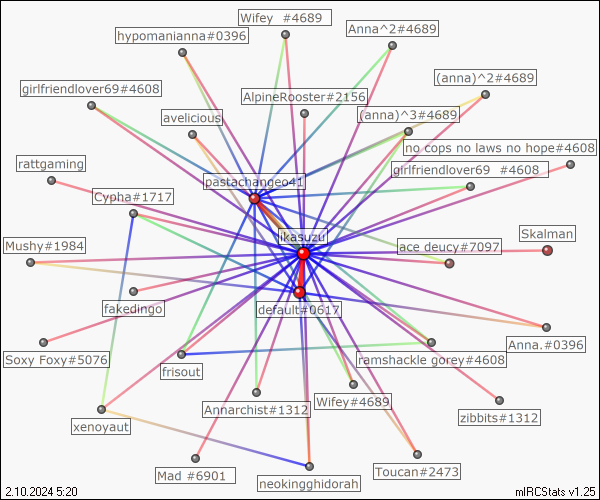 Wifey #4689
Anna^2#4689
hypomanianna#0396
(anna)^2#4689
girlfriendlover69#4608
AlpineRooster#2156
avelicious
(anna)^3#4689
no cops no laws no hope#4608
rattgaming
pastachangeo41
girlfriendlover69 #4608
Cypha#1717
ikasuzu
Skalman
Mushy#1984
ace deucy#7097
fakedingo
default#0617
Soxy Foxy#5076
frisout
ramshackle gorey#4608
Anna.#0396
Annarchist#1312
Wifey#4689
zibbits#1312
xenoyaut
Mad #6901
neokingghidorah
Toucan#2473
2.10.2024 5:20
mIRCStats v1.25